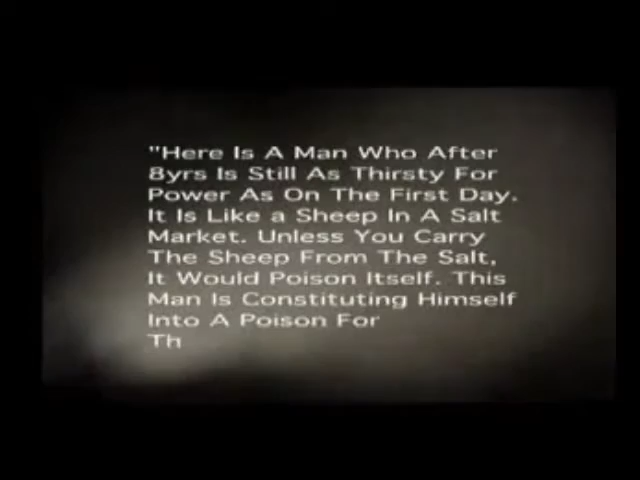 "Here Is A Man Who After
8yrs Is Still As Thirsty For
Power As On The First Day.
It Is Like a Sheep In A Salt
Market. Unless You Carry
The Sheep From The Salt,
It Would Poison Itself. This
Man Is Constituting Himself
Into A Poison For
Th